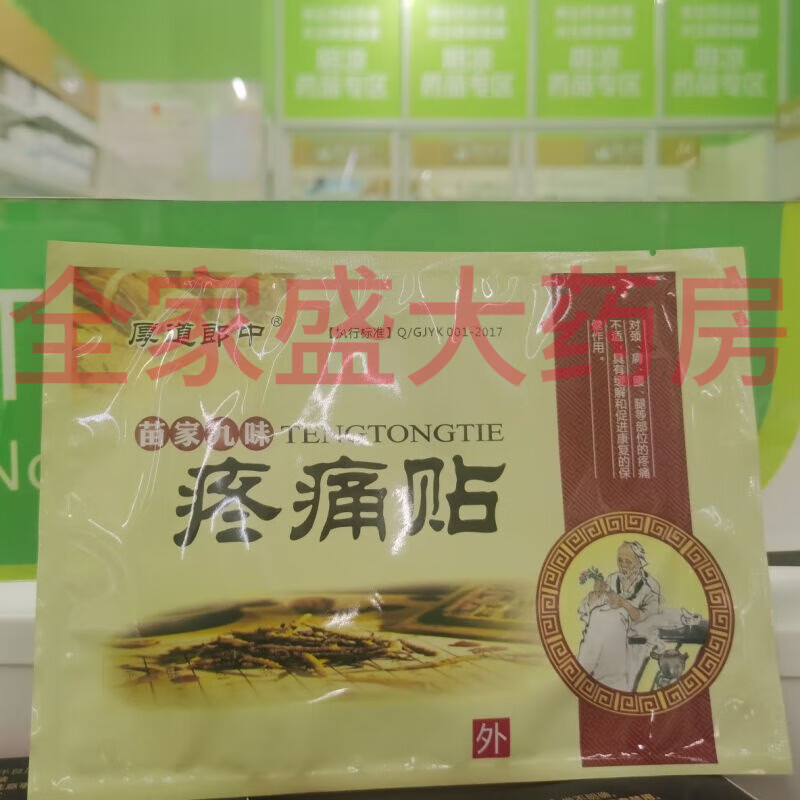 全家盛大药房
厚道郎中®
【执行标准】Q/GJYK 001-2017
苗家九味 TENGTONGTIE
疼痛贴
对颈、肩、腰、腿等部位的疼痛
不适，具有缓解和促进康复的保
健作用。
外